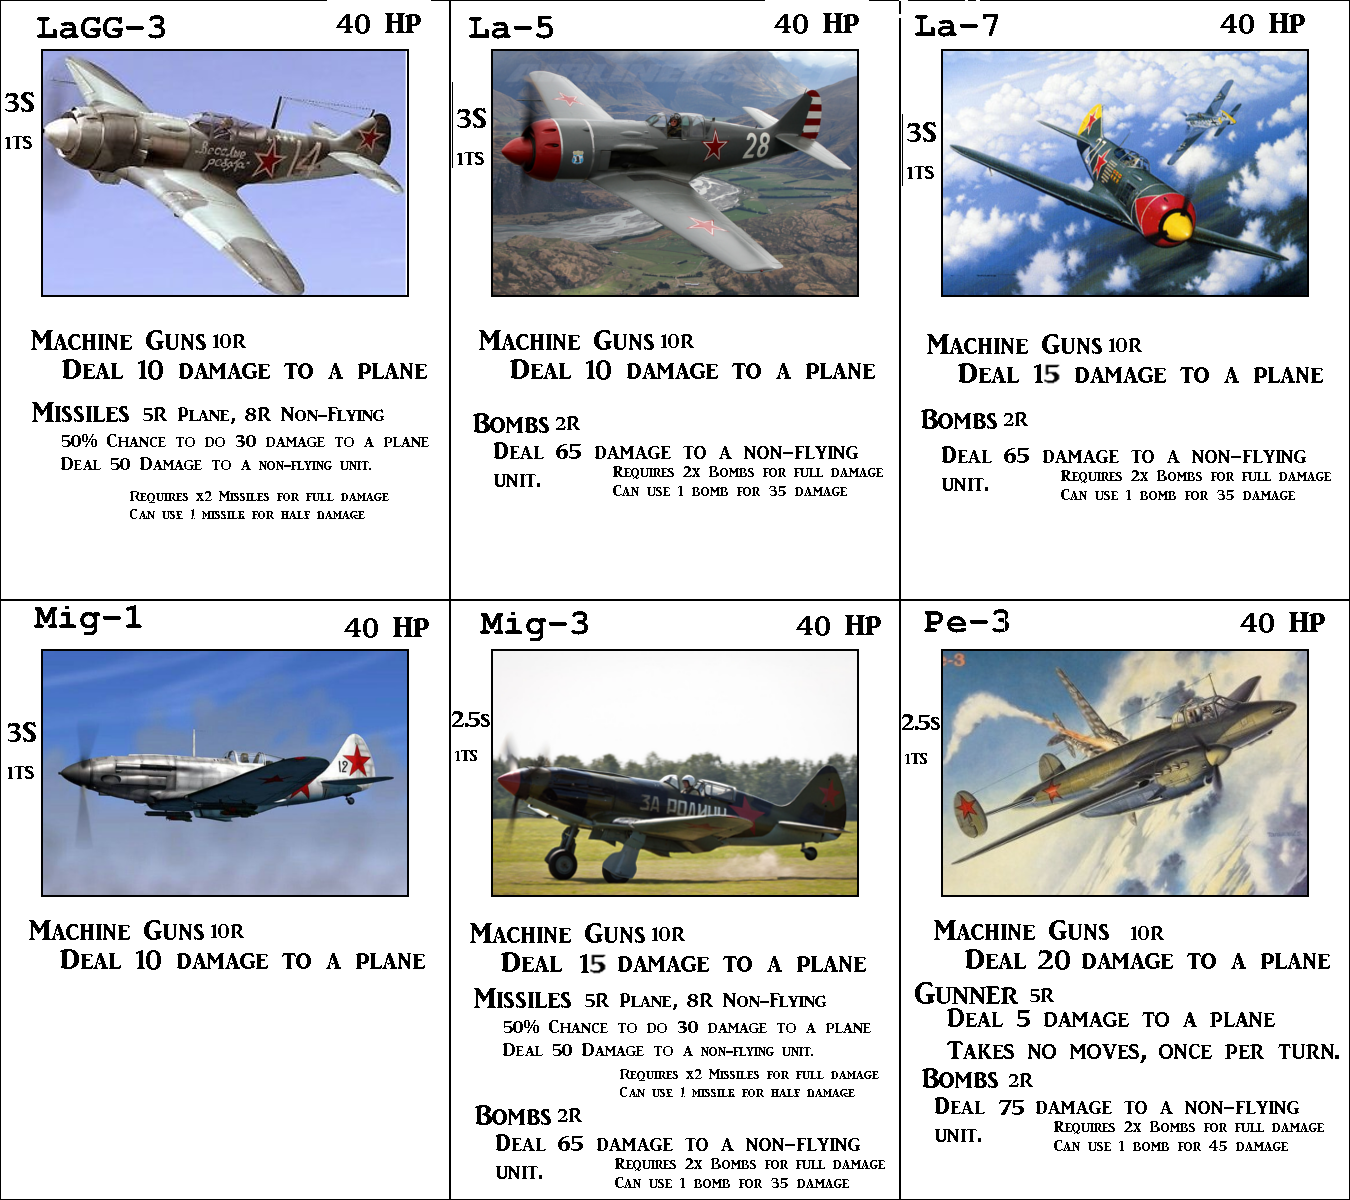 LaGG-3
40 HP
3S
1TS
"Веселые
14
Machine Guns 10R
Deal 10 damage to a plane
Missiles 5R Plane, 8R Non-Flying
50% Chance to do 30 damage to a plane
Deal 50 Damage to a non-flying unit.
Requires x2 Missiles for full damage
Can use 1 missile for half damage
La-5
40 HP
3S
1TS
28
Machine Guns 10R
Deal 10 damage to a plane
Bombs 2R
Deal 65 damage to a non-flying
unit.
Requires 2x Bombs for full damage
Can use 1 bomb for 35 damage
La-7
40 HP
3S
1TS
Machine Guns 10R
Deal 15 damage to a plane
Bombs 2R
Deal 65 damage to a non-flying
unit.
Requires 2x Bombs for full damage
Can use 1 bomb for 35 damage
Mig-1
40 HP
3S
1TS
12
Machine Guns 10R
Deal 10 damage to a plane
Mig-3
40 HP
2.5s
1TS
ЗА РОДИНУ
Machine Guns 10R
Deal 15 damage to a plane
Missiles 5R Plane, 8R Non-Flying
50% Chance to do 30 damage to a plane
Deal 50 Damage to a non-flying unit.
Requires x2 Missiles for full damage
Can use 1 missile for half damage
Bombs 2R
Deal 65 damage to a non-flying
unit.
Requires 2x Bombs for full damage
Can use 1 bomb for 35 damage
Pe-3
40 HP
e-3
2.5s
1TS
Machine Guns 10R
Deal 20 damage to a plane
Gunner 5R
Deal 5 damage to a plane
Takes no moves, once per turn.
Bombs 2R
Deal 75 damage to a non-flying
unit.
Requires 2x Bombs for full damage
Can use 1 bomb for 45 damage